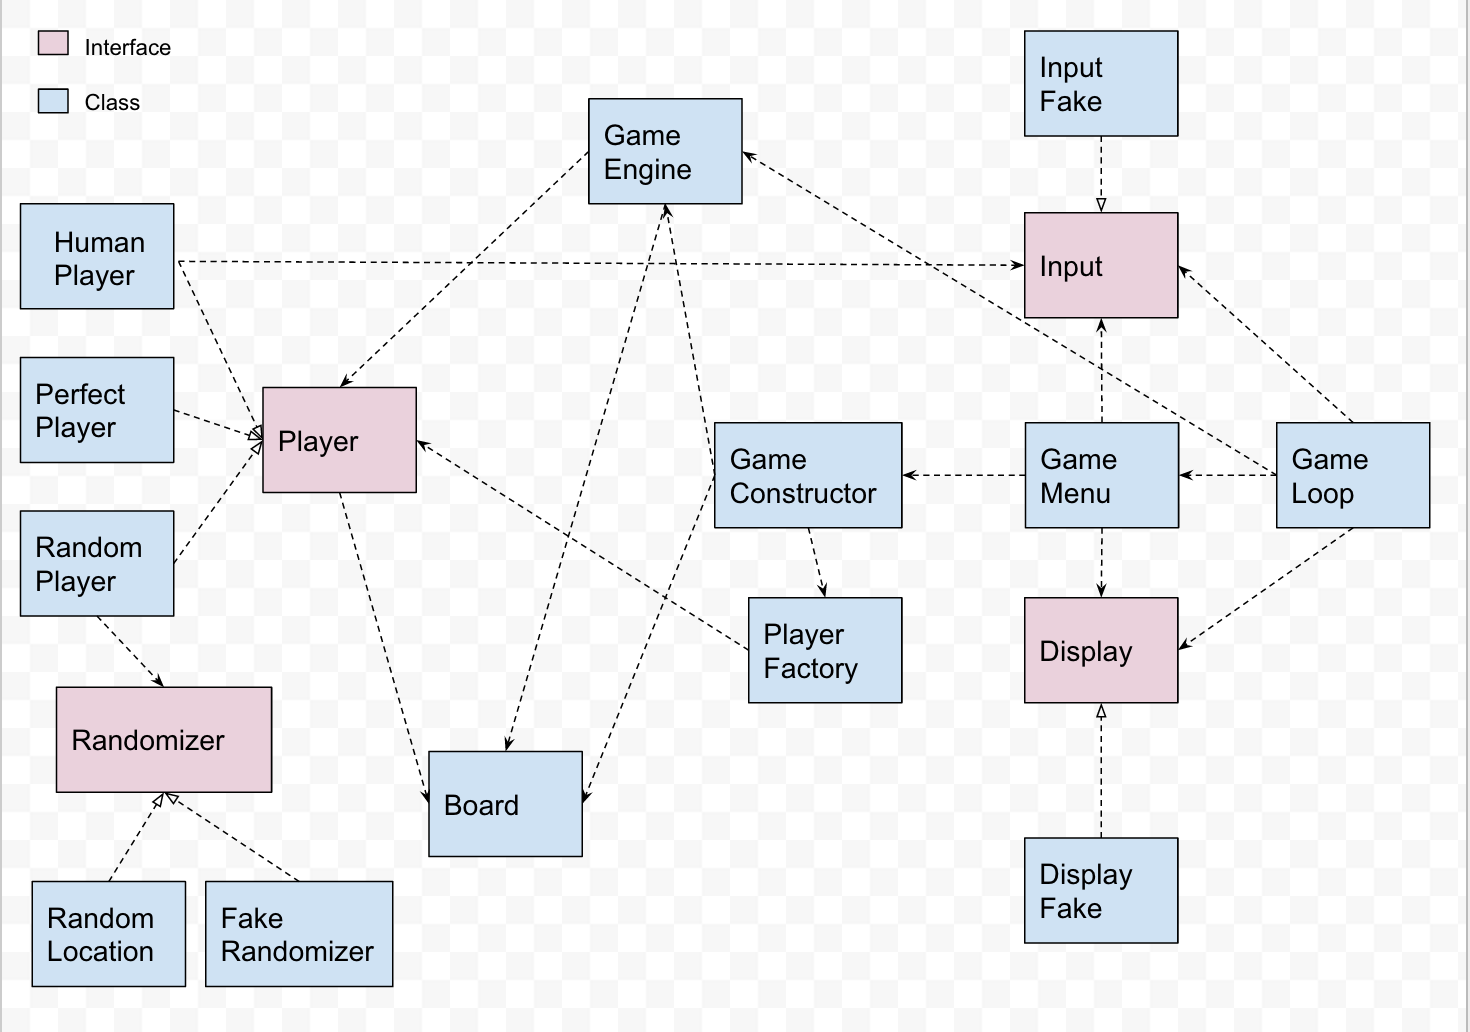 Interface
Class
Input
Fake
Game
Engine
Human
Player
Input
Perfect
Player
Player
Game
Constructor
Game
Menu
Game
Loop
Random
Player
Player
Factory
Display
Randomizer
Board
Display
Fake
Random
Location
Fake
Randomizer